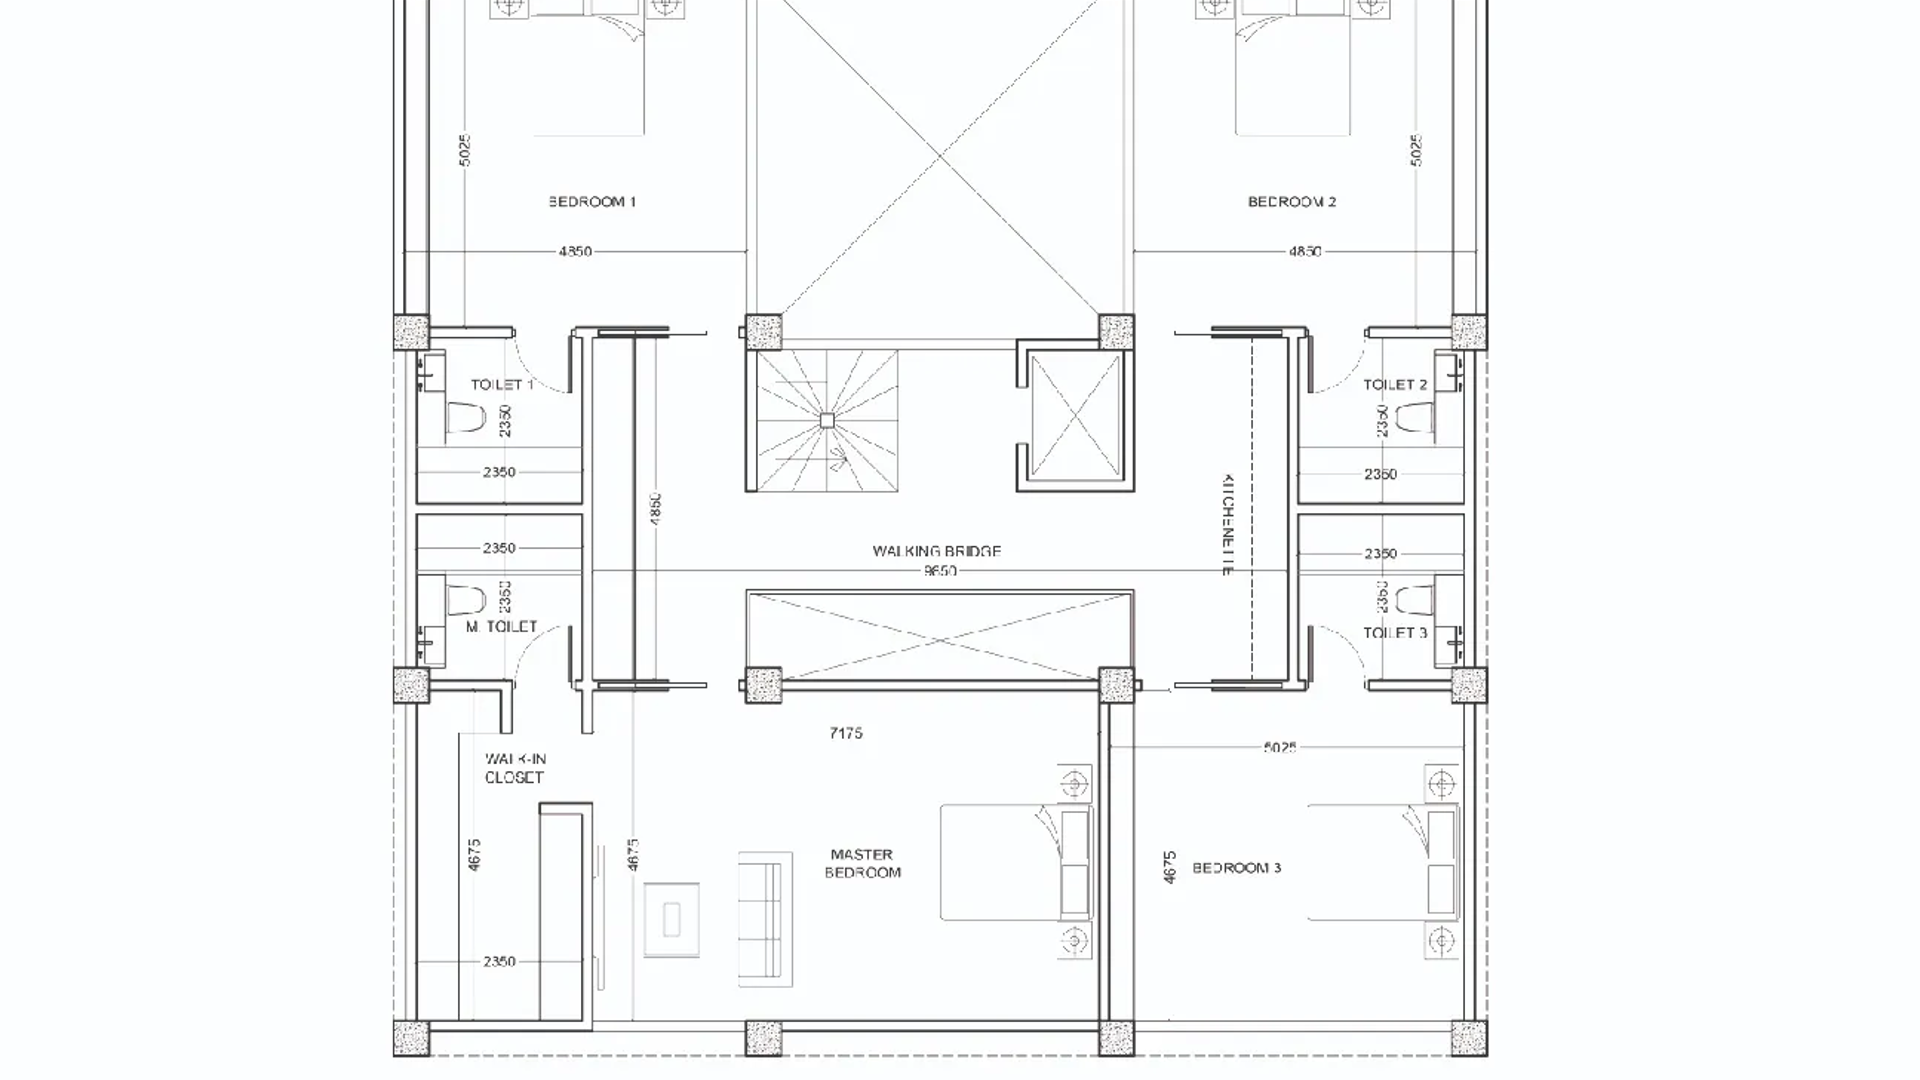 5025
5025
BEDROOM 1
BEDROOM 2
4850
4850
TOILET 1
TOILET 2
2350
2350
2350
2350
KITCHENETTE
4850
WALKING BRIDGE
9850
2350
2350
2350
2350
M. TOILET
TOILET 3
7175
5025
WALK-IN
CLOSET
4675
4675
MASTER
BEDROOM
4675
BEDROOM 3
2350